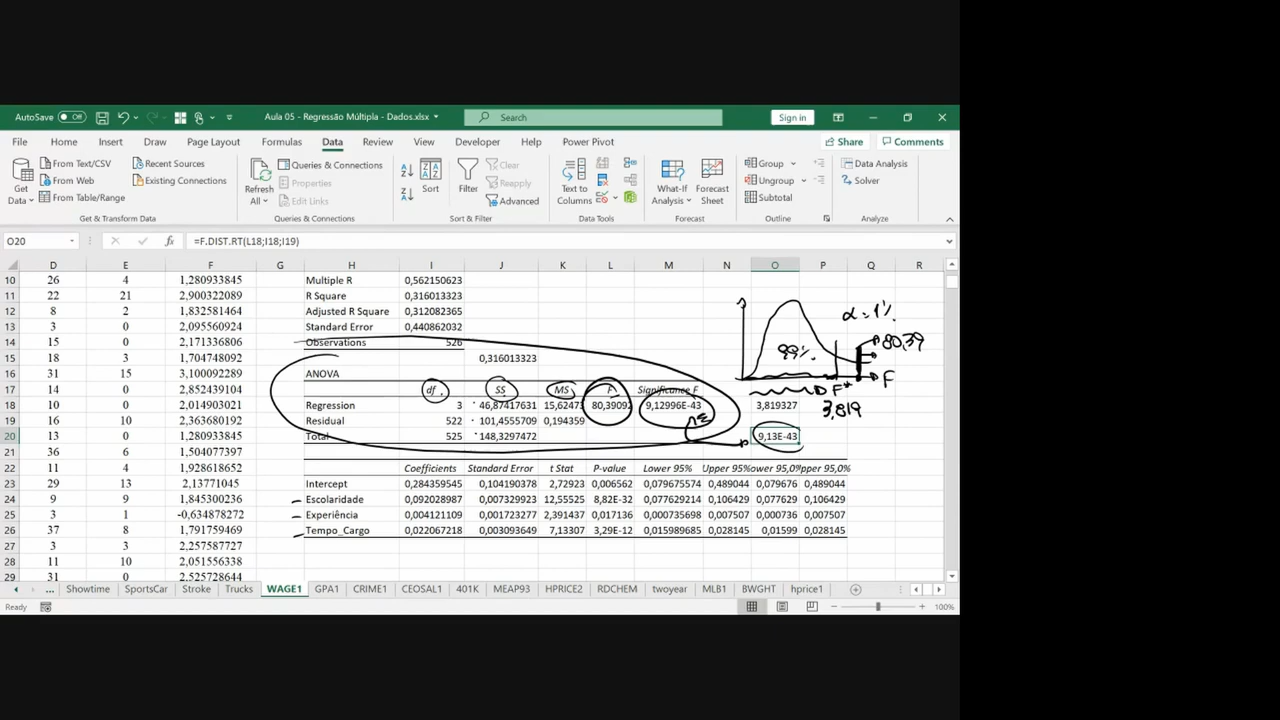 AutoSave Off Aula 05 - Regressão Múltipla - Dados.xlsx Search Sign in
File Home Insert Draw Page Layout Formulas Data Review View Developer Help Power Pivot Share Comments
Get Data From Text/CSV From Web From Table/Range Recent Sources Existing Connections
Refresh All Queries & Connections Properties Edit Links
Sort Filter Clear Reapply Advanced
Text to Columns What-If Analysis Forecast Sheet
Group Ungroup Subtotal Data Analysis Solver
Get & Transform Data Queries & Connections Sort & Filter Data Tools Forecast Outline Analyze
O20 fx =F.DIST.RT(L18;I18;I19)
D E F G H I J K L M N O P Q R
10 26 4 1,280933845 Multiple R 0,562150623
11 22 21 2,900322089 R Square 0,316013323 α = 1%
12 8 2 1,832581464 Adjusted R Square 0,312082365
13 3 0 2,095560924 Standard Error 0,440862032
14 15 0 2,171336806 Observations 526 99% 80,39
15 18 3 1,704748092 0,316013323
16 31 15 3,100092289 ANOVA F
17 14 0 2,852439104 df SS MS F Significance F F*
18 10 0 2,014903021 Regression 3 46,87417631 15,6247 80,39092 9,12996E-43 3,819327 3,819
19 16 10 2,363680192 Residual 522 101,4555709 0,194359
20 13 0 1,280933845 Total 525 148,3297472 9,13E-43
21 36 6 1,504077397
22 11 4 1,928618652 Coefficients Standard Error t Stat P-value Lower 95% Upper 95% ower 95,0% pper 95,0%
23 29 13 2,13771045 Intercept 0,284359545 0,104190378 2,72923 0,006562 0,079675574 0,489044 0,079676 0,489044
24 9 9 1,845300236 Escolaridade 0,092028987 0,007329923 12,55525 8,82E-32 0,077629214 0,106429 0,077629 0,106429
25 3 1 -0,634878272 Experiência 0,004121109 0,001723277 2,391437 0,017136 0,000735698 0,007507 0,000736 0,007507
26 37 8 1,791759469 Tempo_Cargo 0,022067218 0,003093649 7,13307 3,29E-12 0,015989685 0,028145 0,01599 0,028145
27 3 3 2,257587727
28 11 10 2,051556338
29 31 0 2,525728644
... Showtime SportsCar Stroke Trucks WAGE1 GPA1 CRIME1 CEOSAL1 401K MEAP93 HPRICE2 RDCHEM twoyear MLB1 BWGHT hprice1
Ready 100%